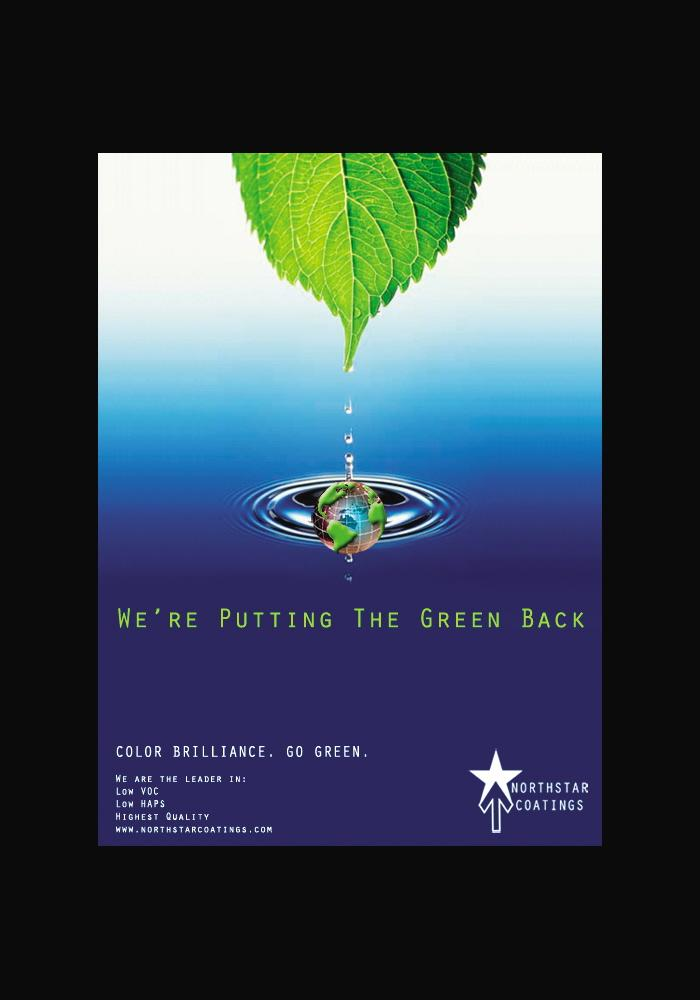 We're Putting The Green Back
COLOR BRILLIANCE. GO GREEN.
We are the leader in:
Low VOC
Low HAPS
Highest Quality
www.northstarcoatings.com
NORTHSTAR
COATINGS